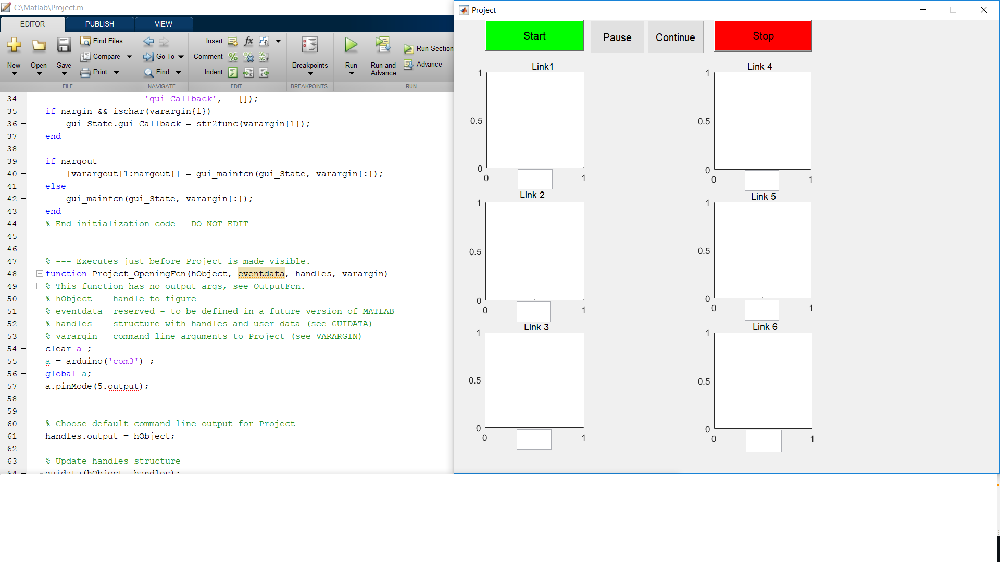 C:\Matlab\Project.m
EDITOR PUBLISH VIEW
New
Open
Save
Find Files
Compare
Print
FILE
Go To
Find
NAVIGATE
Insert fx
Comment
Indent
EDIT
Breakpoints
BREAKPOINTS
Run
Run and
Advance
Run Section
Advance
RUN
34 'gui_Callback', []);
35 if nargin && ischar(varargin{1})
36 gui_State.gui_Callback = str2func(varargin{1});
37 end
38
39 if nargout
40 [varargout{1:nargout}] = gui_mainfcn(gui_State, varargin{:});
41 else
42 gui_mainfcn(gui_State, varargin{:});
43 end
44 % End initialization code - DO NOT EDIT
45
46
47 % --- Executes just before Project is made visible.
48 function Project_OpeningFcn(hObject, eventdata, handles, varargin)
49 % This function has no output args, see OutputFcn.
50 % hObject    handle to figure
51 % eventdata  reserved - to be defined in a future version of MATLAB
52 % handles    structure with handles and user data (see GUIDATA)
53 % varargin   command line arguments to Project (see VARARGIN)
54 clear a ;
55 a = arduino('com3') ;
56 global a;
57 a.pinMode(5.output);
58
59
60 % Choose default command line output for Project
61 handles.output = hObject;
62
63 % Update handles structure
64 guidata(hObject, handles);
Project
Start
Pause
Continue
Stop
Link1
1
0.5
0
0 1
Link 2
1
0.5
0
0 1
Link 3
1
0.5
0
0 1
Link 4
1
0.5
0
0 1
Link 5
1
0.5
0
0 1
Link 6
1
0.5
0
0 1